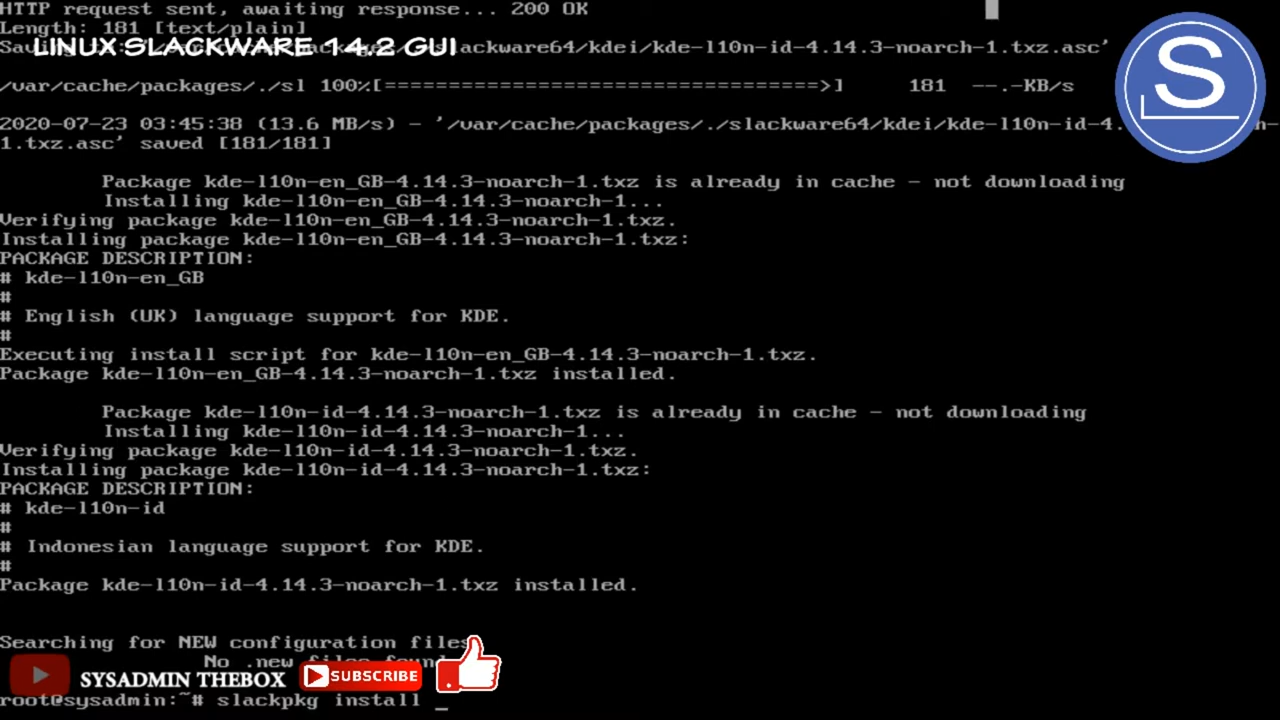 HTTP request sent, awaiting response... 200 OK
Length: 181 [text/plain]
LINUX SLACKWARE 14.2 GUI
lackware64/kdei/kde-l10n-id-4.14.3-noarch-1.txz.asc’
/var/cache/packages/./sl 100%[==================================>] 181 --.-KB/s
2020-07-23 03:45:38 (13.6 MB/s) - '/var/cache/packages/./slackware64/kdei/kde-l10n-id-4.
1.txz.asc’ saved [181/181]
Package kde-l10n-en_GB-4.14.3-noarch-1.txz is already in cache - not downloading
Installing kde-l10n-en_GB-4.14.3-noarch-1...
Verifying package kde-l10n-en_GB-4.14.3-noarch-1.txz.
Installing package kde-l10n-en_GB-4.14.3-noarch-1.txz:
PACKAGE DESCRIPTION:
# kde-l10n-en_GB
#
# English (UK) language support for KDE.
#
Executing install script for kde-l10n-en_GB-4.14.3-noarch-1.txz.
Package kde-l10n-en_GB-4.14.3-noarch-1.txz installed.
Package kde-l10n-id-4.14.3-noarch-1.txz is already in cache - not downloading
Installing kde-l10n-id-4.14.3-noarch-1...
Verifying package kde-l10n-id-4.14.3-noarch-1.txz.
Installing package kde-l10n-id-4.14.3-noarch-1.txz:
PACKAGE DESCRIPTION:
# kde-l10n-id
#
# Indonesian language support for KDE.
#
Package kde-l10n-id-4.14.3-noarch-1.txz installed.
Searching for NEW configuration files
No .new files found
SYSADMIN THEBOX SUBSCRIBE
root@sysadmin:~# slackpkg install _
S